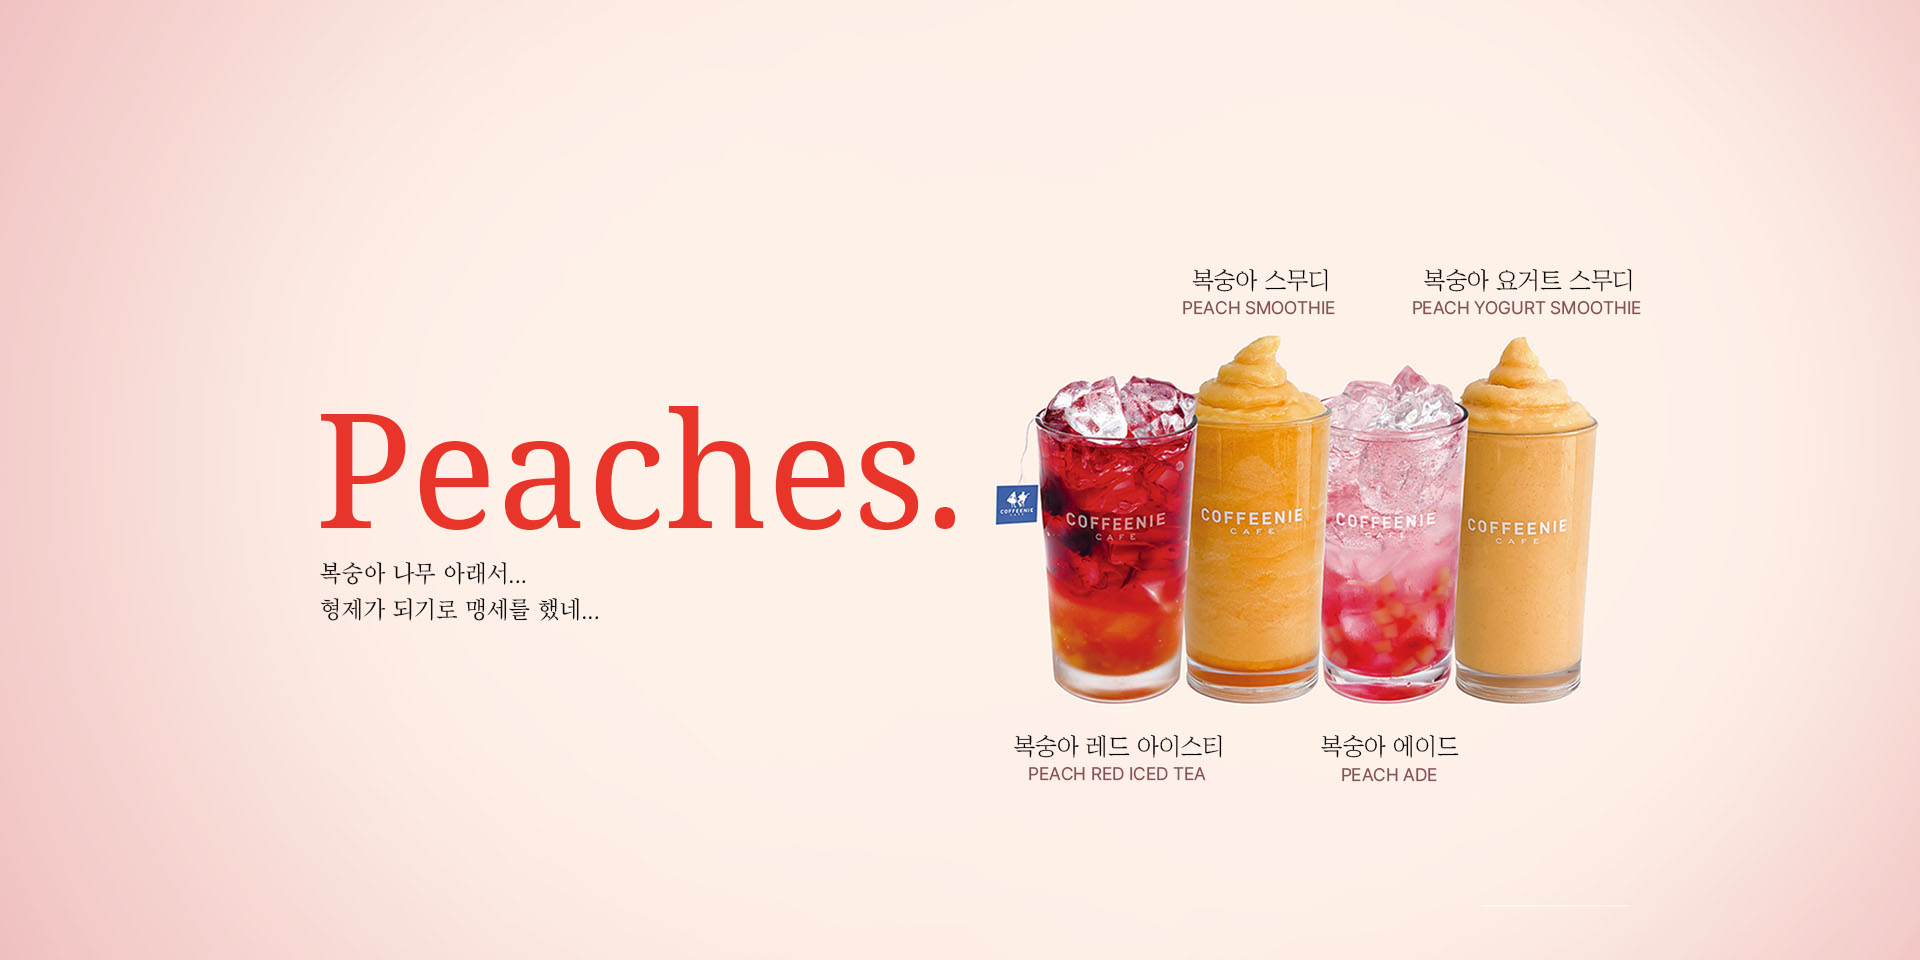 Peaches.
복숭아 나무 아래서...
형제가 되기로 맹세를 했네...
복숭아 스무디
PEACH SMOOTHIE
복숭아 요거트 스무디
PEACH YOGURT SMOOTHIE
COFFEENIE
CAFE
COFFEENIE
CAFE
COFFEENIE
CAFE
COFFEENIE
CAFE
COFFEENIE
CAFE
복숭아 레드 아이스티
PEACH RED ICED TEA
복숭아 에이드
PEACH ADE